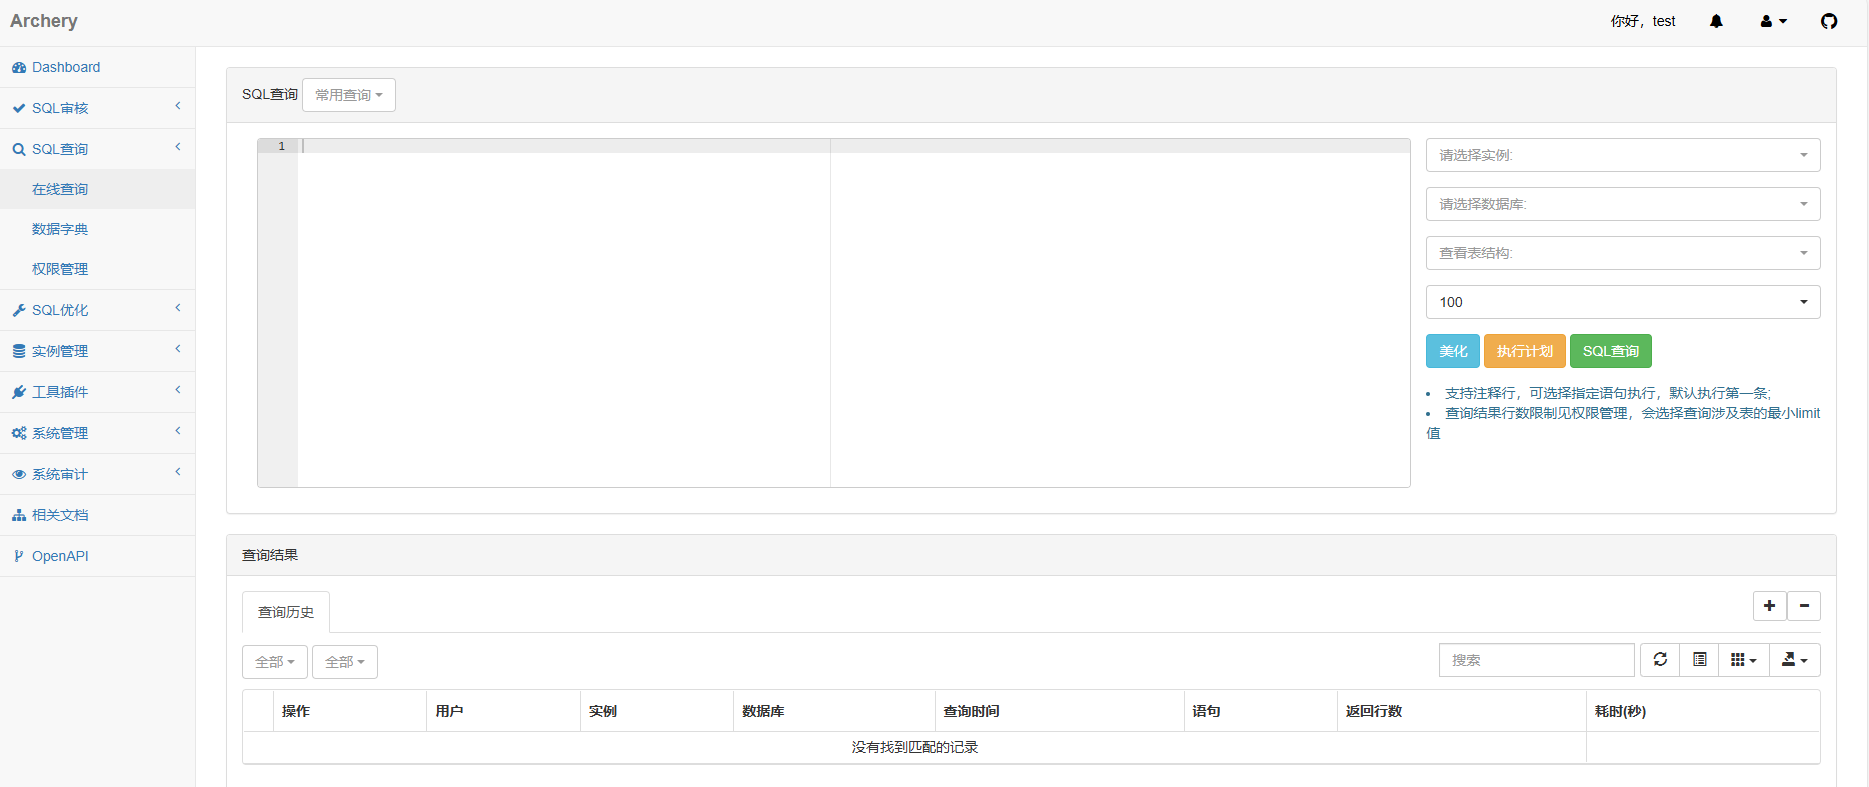 Archery
你好，test
Dashboard
SQL审核
SQL查询
在线查询
数据字典
权限管理
SQL优化
实例管理
工具插件
系统管理
系统审计
相关文档
OpenAPI
SQL查询 常用查询
1
请选择实例:
请选择数据库:
查看表结构:
100
美化 执行计划 SQL查询
支持注释行，可选择指定语句执行，默认执行第一条;
查询结果行数限制见权限管理，会选择查询涉及表的最小limit
值
查询结果
查询历史
全部 全部 搜索
操作 用户 实例 数据库 查询时间 语句 返回行数 耗时(秒)
没有找到匹配的记录